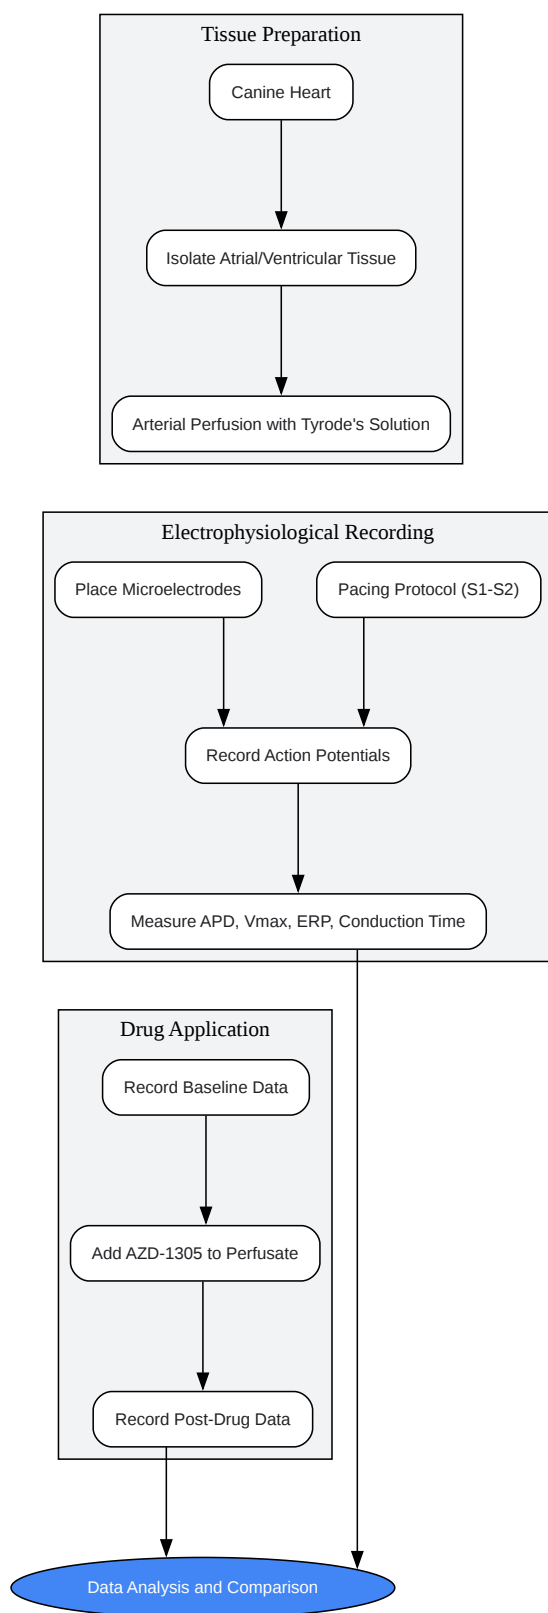 Tissue Preparation
Canine Heart
Isolate Atrial/Ventricular Tissue
Arterial Perfusion with Tyrode's Solution
Electrophysiological Recording
Place Microelectrodes
Pacing Protocol (S1-S2)
Record Action Potentials
Measure APD, Vmax, ERP, Conduction Time
Drug Application
Record Baseline Data
Add AZD-1305 to Perfusate
Record Post-Drug Data
Data Analysis and Comparison